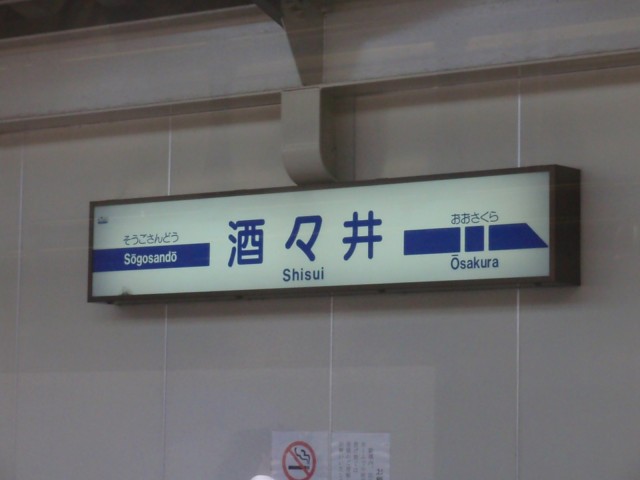 そうごさんどう
Sōgosandō
酒々井
Shisui
おおさくら
Ōsakura